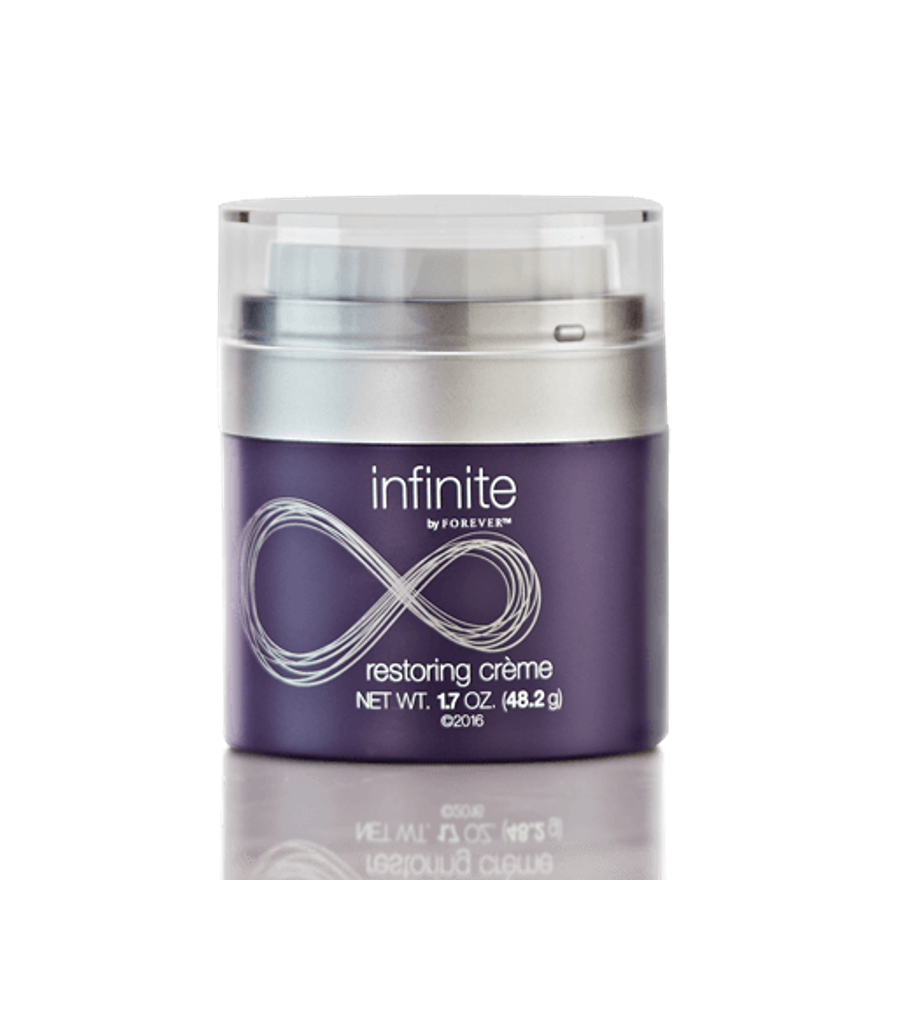 infinite
by FOREVER™
restoring crème
NET WT. 1.7 OZ. (48.2 g)
©2016